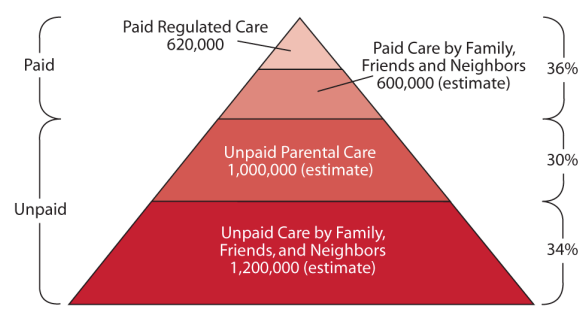 Paid Regulated Care
620,000
Paid Care by Family,
Friends and Neighbors
600,000 (estimate)
Paid
36%
Unpaid Parental Care
1,000,000 (estimate)
30%
Unpaid
Unpaid Care by Family,
Friends, and Neighbors
1,200,000 (estimate)
34%